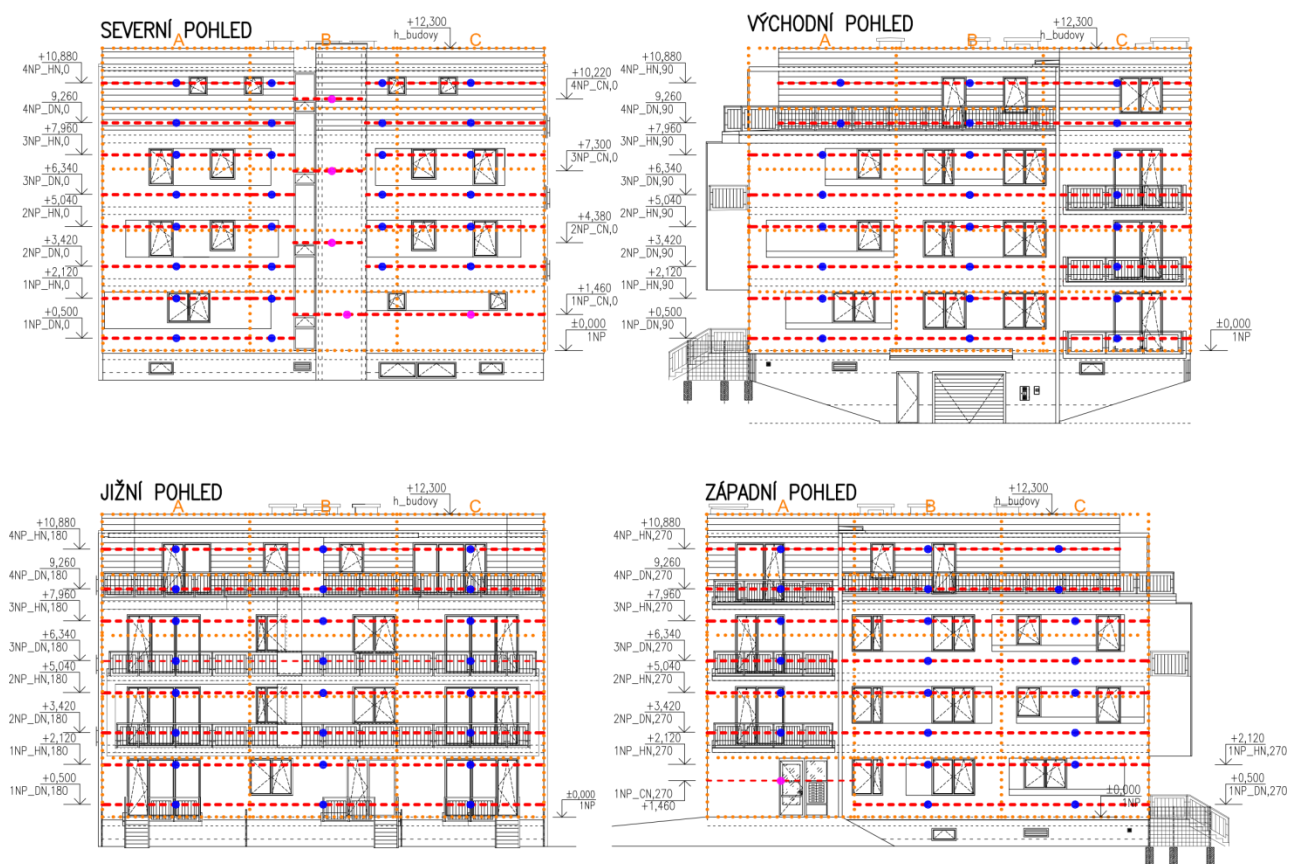 SEVERNÍ POHLED
+12,300
h_budovy
A
B
C
+10,880
4NP_HN,0
9,260
4NP_DN,0
+7,960
3NP_HN,0
+6,340
3NP_DN,0
+5,040
2NP_HN,0
+3,420
2NP_DN,0
+2,120
1NP_HN,0
+0,500
1NP_DN,0
+10,220
4NP_CN,0
+7,300
3NP_CN,0
+4,380
2NP_CN,0
+1,460
1NP_CN,0
±0,000
1NP
VÝCHODNÍ POHLED
+12,300
h_budovy
A
B
C
+10,880
4NP_HN,90
9,260
4NP_DN,90
+7,960
3NP_HN,90
+6,340
3NP_DN,90
+5,040
2NP_HN,90
+3,420
2NP_DN,90
+2,120
1NP_HN,90
+0,500
1NP_DN,90
±0,000
1NP
JIŽNÍ POHLED
+12,300
h_budovy
A
B
C
+10,880
4NP_HN,180
9,260
4NP_DN,180
+7,960
3NP_HN,180
+6,340
3NP_DN,180
+5,040
2NP_HN,180
+3,420
2NP_DN,180
+2,120
1NP_HN,180
+0,500
1NP_DN,180
±0,000
1NP
ZÁPADNÍ POHLED
+12,300
h_budovy
A
B
C
+10,880
4NP_HN,270
9,260
4NP_DN,270
+7,960
3NP_HN,270
+6,340
3NP_DN,270
+5,040
2NP_HN,270
+3,420
2NP_DN,270
+2,120
1NP_HN,270
1NP_CN,270
+1,460
+2,120
1NP_HN,270
+0,500
1NP_DN,270
±0,000
1NP